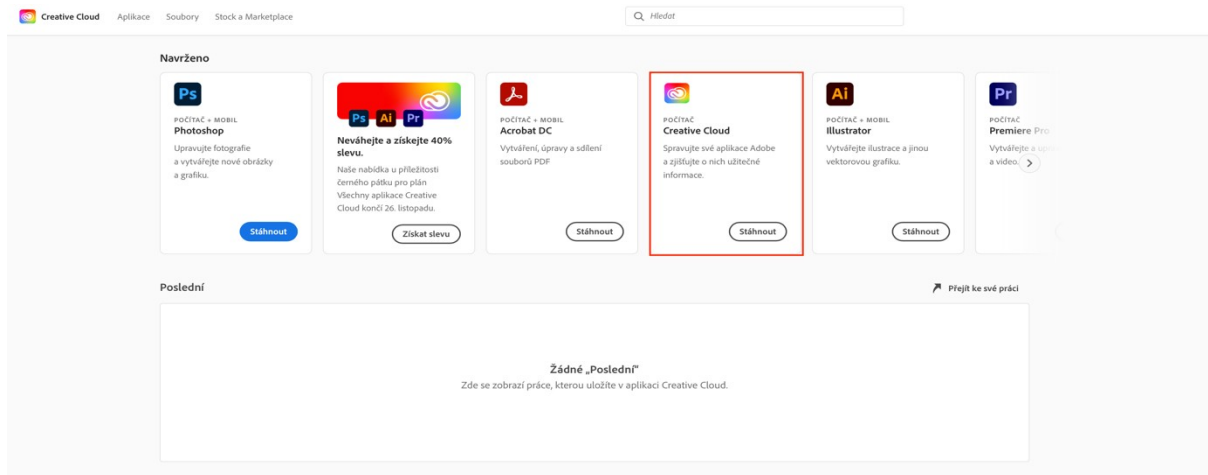 Creative Cloud Aplikace Soubory Stock a Marketplace Hledat
Navrženo
Ps
POČÍTAČ + MOBIL
Photoshop
Upravujte fotografie
a vytvářejte nové obrázky
a grafiku.
Stáhnout
Ps Ai Pr
Neváhejte a získejte 40%
slevu.
Naše nabídka u příležitosti
černého pátku pro plán
Všechny aplikace Creative
Cloud končí 26. listopadu.
Získat slevu
POČÍTAČ + MOBIL
Acrobat DC
Vytváření, úpravy a sdílení
souborů PDF
Stáhnout
POČÍTAČ
Creative Cloud
Spravujte své aplikace Adobe
a zjišťujte o nich užitečné
informace.
Stáhnout
Ai
POČÍTAČ + MOBIL
Illustrator
Vytvářejte ilustrace a jinou
vektorovou grafiku.
Stáhnout
Pr
POČÍTAČ
Premiere Pro
Vytvářejte a
a video.
Poslední
Přejít ke své práci
Žádné „Poslední“
Zde se zobrazí práce, kterou uložíte v aplikaci Creative Cloud.